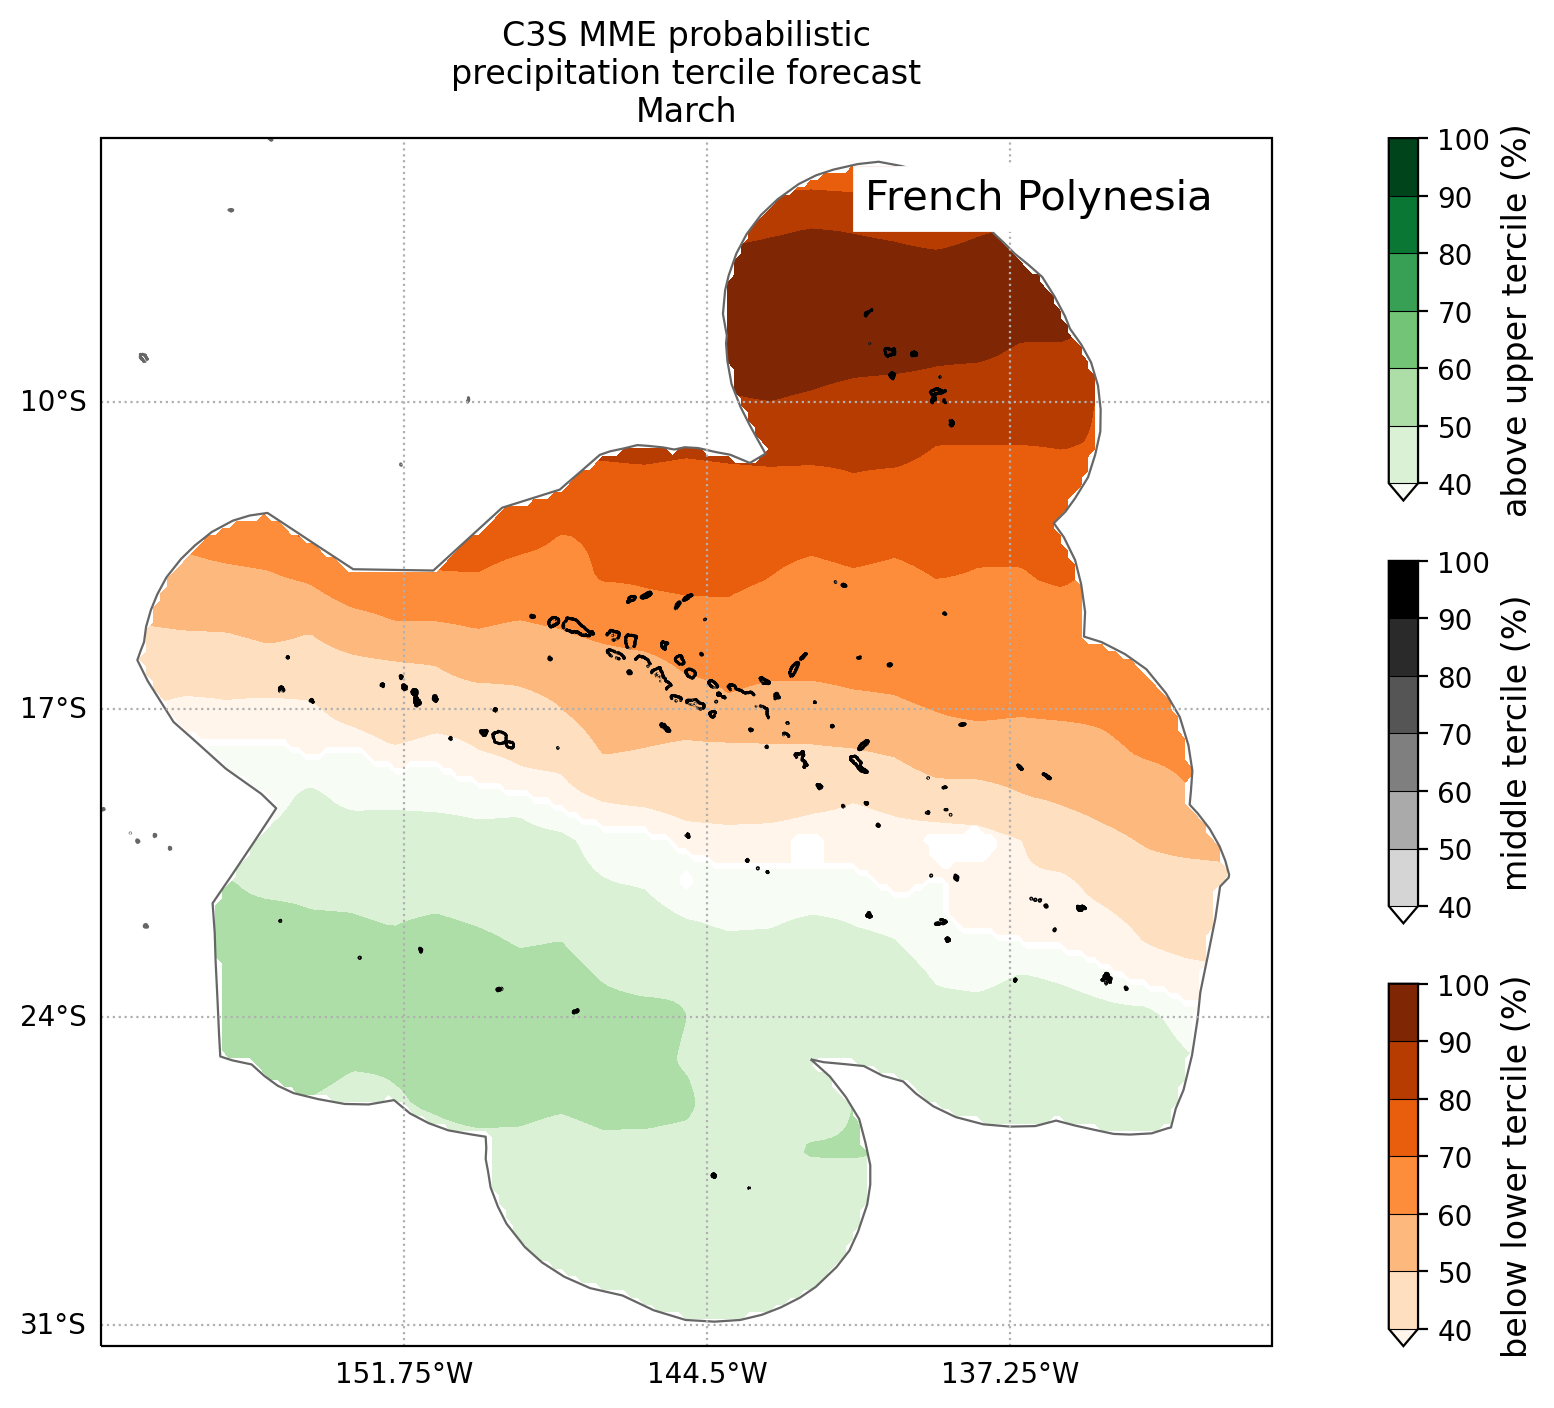 C3S MME probabilistic
precipitation tercile forecast
March
French Polynesia
10°S
17°S
24°S
31°S
151.75°W
144.5°W
137.25°W
100
90
80
70
60
50
40
above upper tercile (%)
100
90
80
70
60
50
40
middle tercile (%)
100
90
80
70
60
50
40
below lower tercile (%)